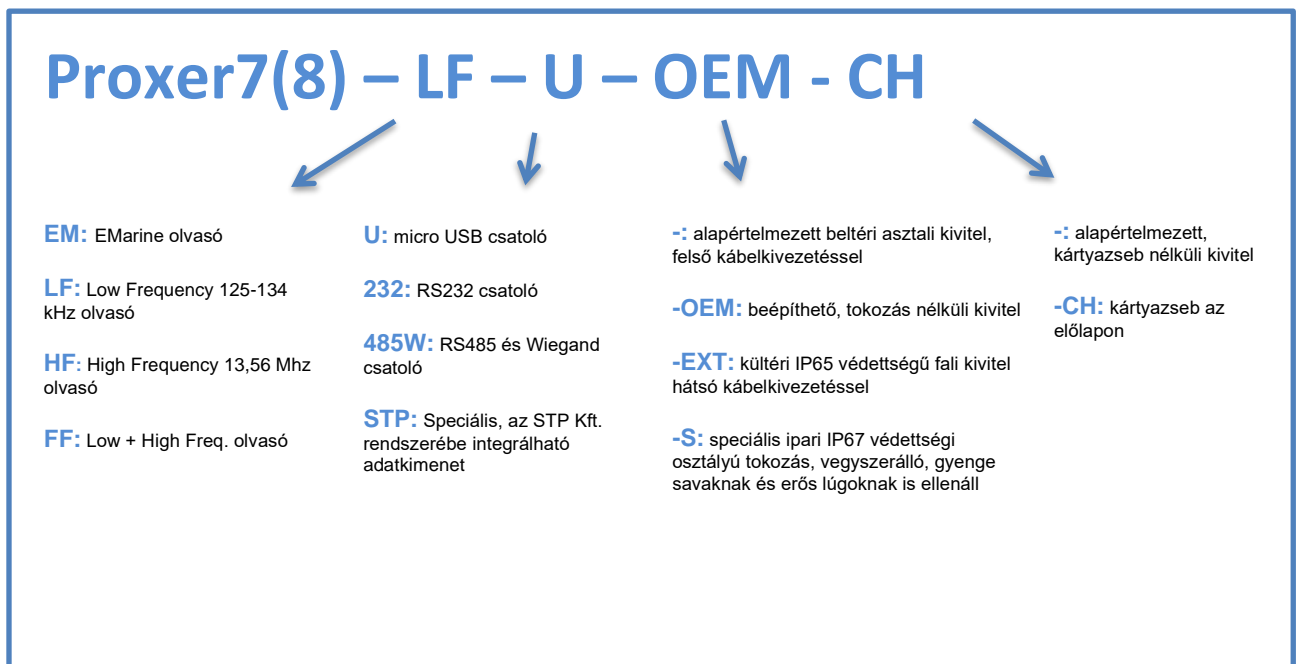 Proxer7(8) – LF – U – OEM - CH
EM: EMarine olvasó
LF: Low Frequency 125-134
kHz olvasó
HF: High Frequency 13,56 Mhz
olvasó
FF: Low + High Freq. olvasó
U: micro USB csatoló
232: RS232 csatoló
485W: RS485 és Wiegand
csatoló
STP: Speciális, az STP Kft.
rendszerébe integrálható
adatkimenet
-: alapértelmezett beltéri asztali kivitel,
felső kábelkivezetéssel
-OEM: beépíthető, tokozás nélküli kivitel
-EXT: kültéri IP65 védettségű fali kivitel
hátsó kábelkivezetéssel
-S: speciális ipari IP67 védettségi
osztályú tokozás, vegyszerálló, gyenge
savaknak és erős lúgoknak is ellenáll
-: alapértelmezett,
kártyazseb nélküli kivitel
-CH: kártyazseb az
előlapon